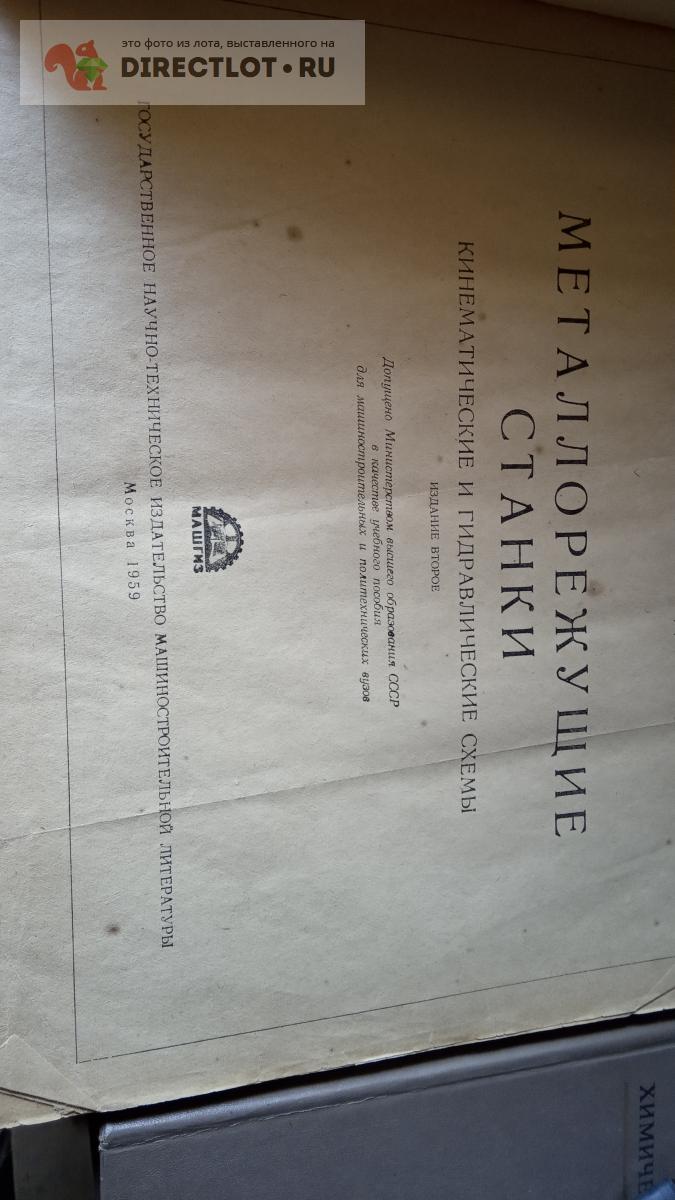 это фото из лота, выставленного на
DIRECTLOT•RU
МЕТАЛЛОРЕЖУЩИЕ
СТАНКИ
КИНЕМАТИЧЕСКИЕ И ГИДРАВЛИЧЕСКИЕ СХЕМЫ
ИЗДАНИЕ ВТОРОЕ
Допущено Министерством высшего образования СССР
в качестве учебного пособия
для машиностроительных и политехнических вузов
МАШГИЗ
ГОСУДАРСТВЕННОЕ НАУЧНО-ТЕХНИЧЕСКОЕ ИЗДАТЕЛЬСТВО МАШИНОСТРОИТЕЛЬНОЙ ЛИТЕРАТУРЫ
Москва 1959
ХИМИЧЕ